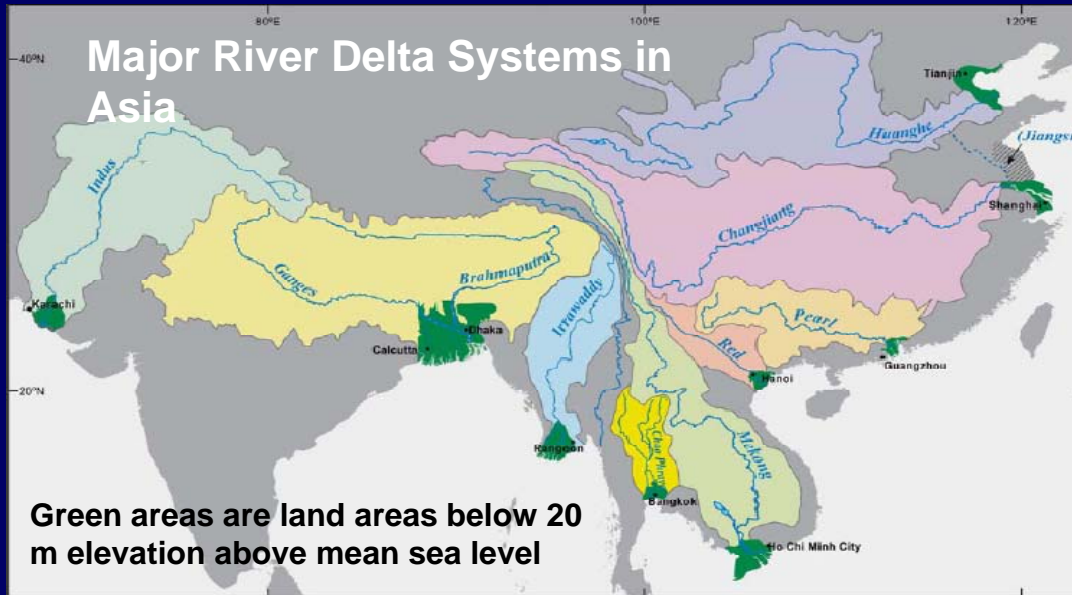 80°E
100°E
120°E
Major River Delta Systems in
Asia
40°N
Tianjin
Huanghe
(Jiangs
Indus
Shanghai
Changjiang
Brahmaputra
Ganges
Karachi
Irrawaddy
Pearl
Dhaka
Red
Calcutta
Guangzhou
Hanoi
20°N
Mekong
Rangoon
Chao Phraya
Bangkok
Green areas are land areas below 20
m elevation above mean sea level
Ho Chi Minh City